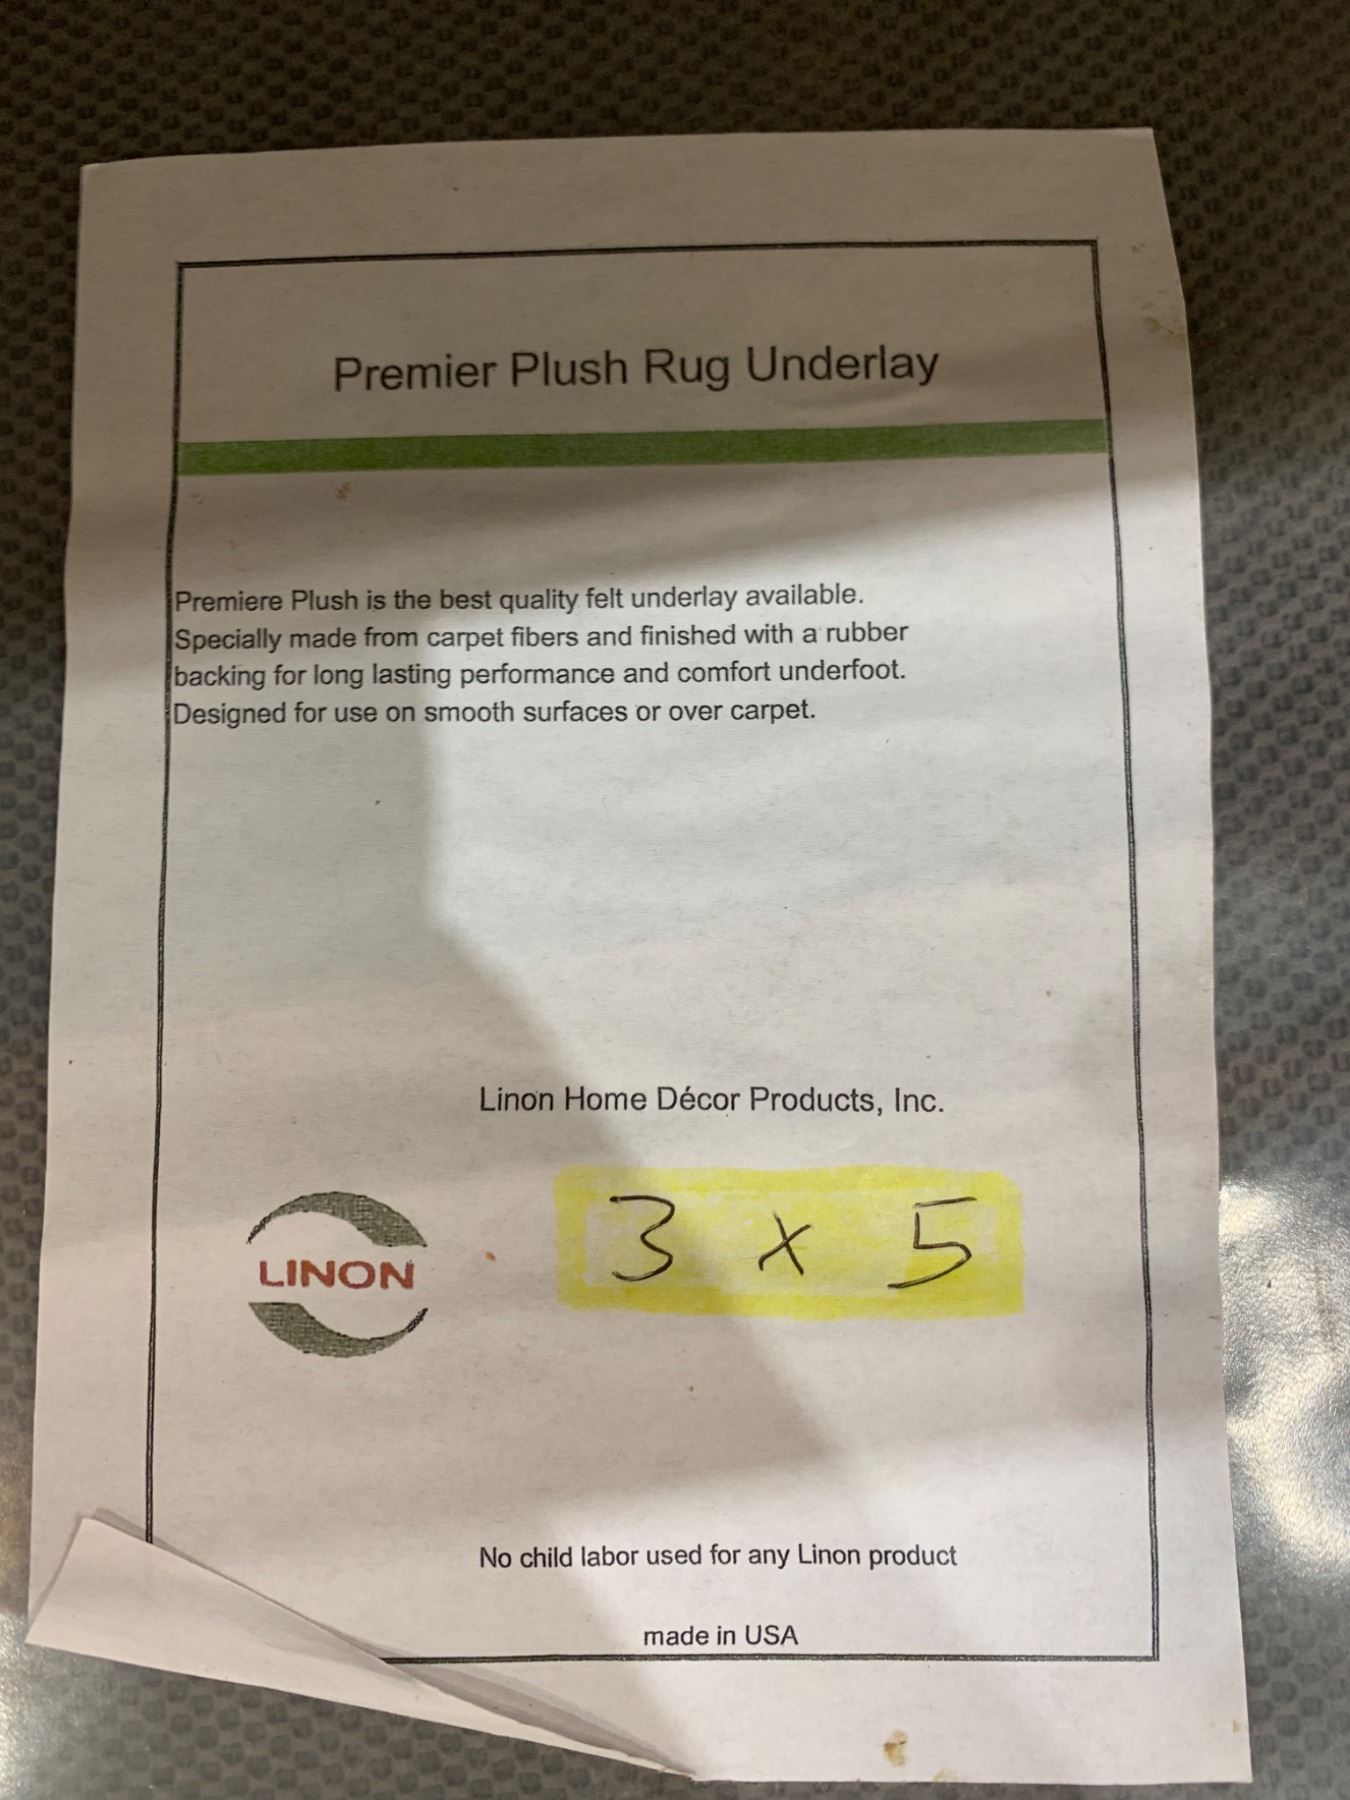 Premier Plush Rug Underlay
Premiere Plush is the best quality felt underlay available.
Specially made from carpet fibers and finished with a rubber
backing for long lasting performance and comfort underfoot.
Designed for use on smooth surfaces or over carpet.
Linon Home Décor Products, Inc.
LINON
3 x 5
No child labor used for any Linon product
made in USA